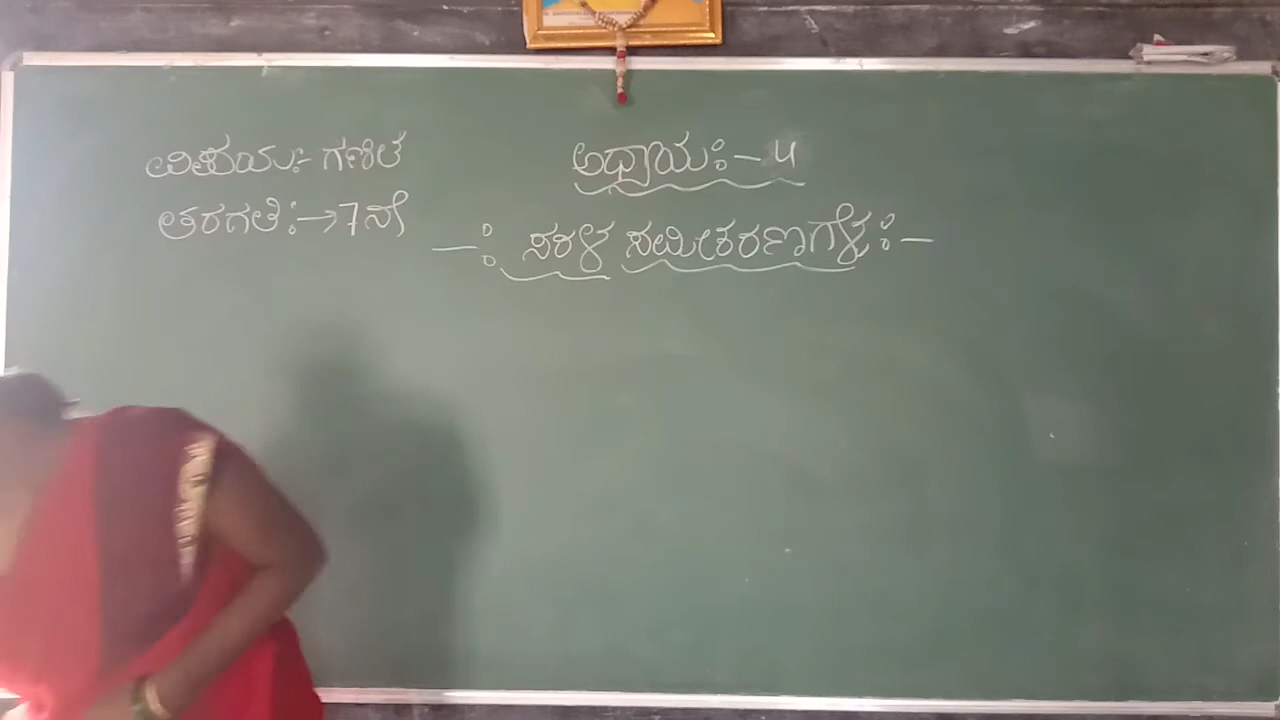 ವಿಷಯ:- ಗಣಿತ
ತರಗತಿ:→7ನೇ
ಅಧ್ಯಾಯ:- 4
-: ಸರಳ ಸಮೀಕರಣಗಳು :-